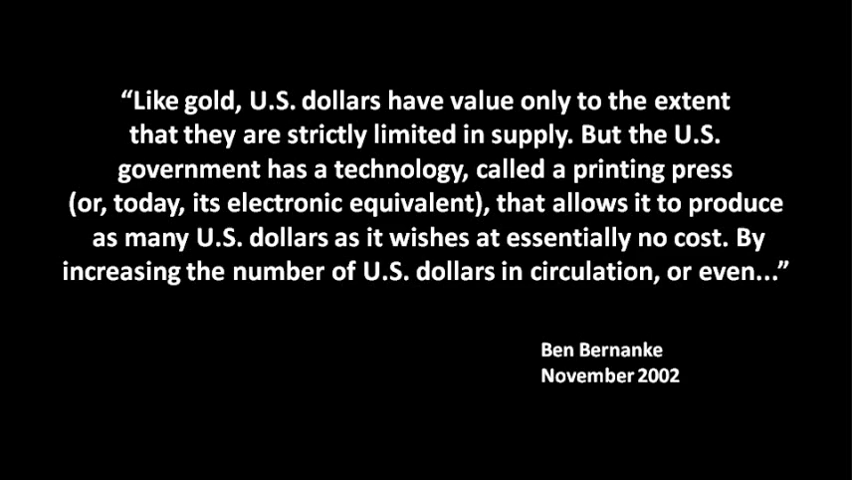 “Like gold, U.S. dollars have value only to the extent
that they are strictly limited in supply. But the U.S.
government has a technology, called a printing press
(or, today, its electronic equivalent), that allows it to produce
as many U.S. dollars as it wishes at essentially no cost. By
increasing the number of U.S. dollars in circulation, or even...”
Ben Bernanke
November 2002